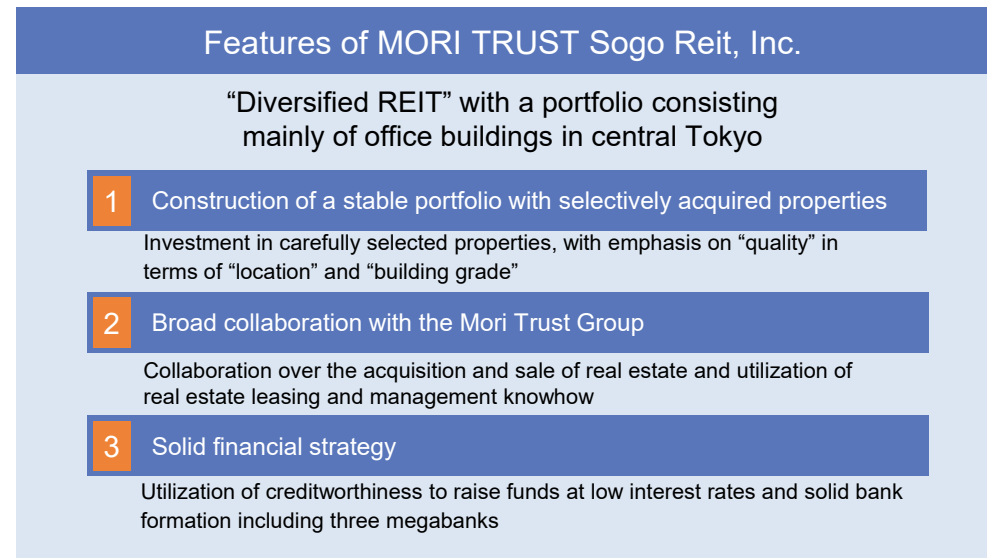 Features of MORI TRUST Sogo Reit, Inc.
“Diversified REIT” with a portfolio consisting
mainly of office buildings in central Tokyo
1 Construction of a stable portfolio with selectively acquired properties
Investment in carefully selected properties, with emphasis on “quality” in
terms of “location” and “building grade”
2 Broad collaboration with the Mori Trust Group
Collaboration over the acquisition and sale of real estate and utilization of
real estate leasing and management knowhow
3 Solid financial strategy
Utilization of creditworthiness to raise funds at low interest rates and solid bank
formation including three megabanks